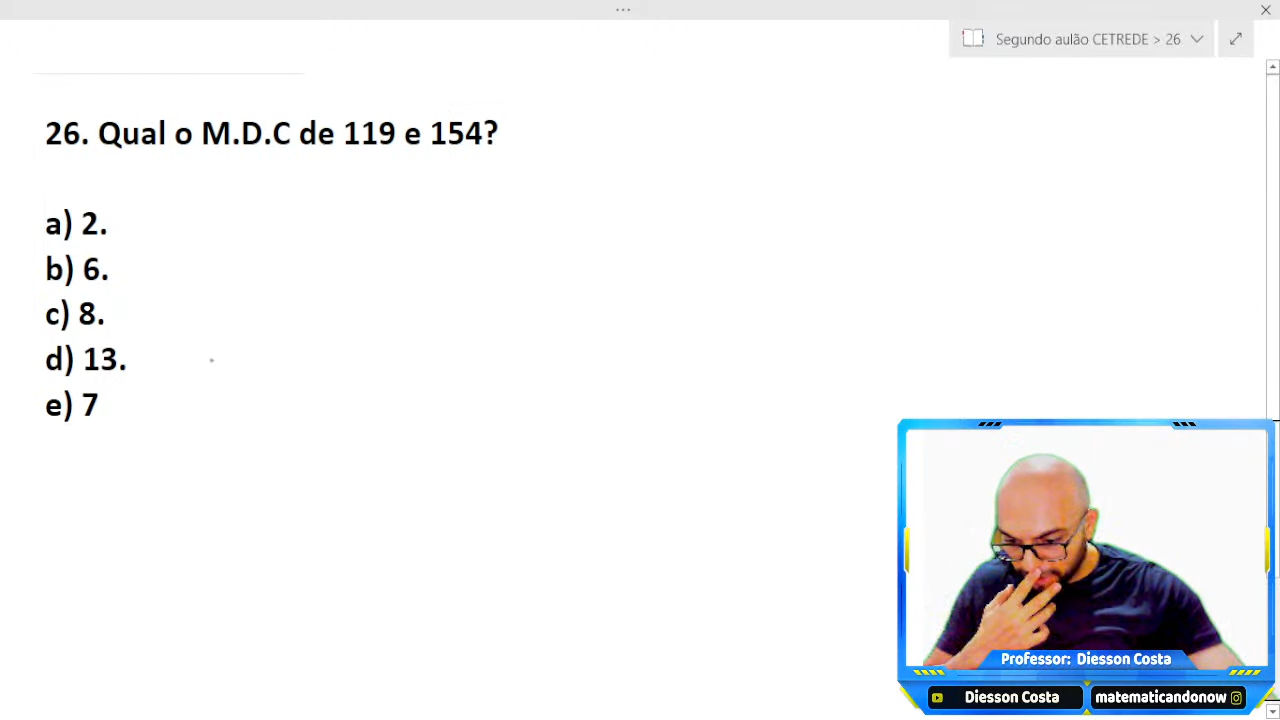 Segundo aulão CETREDE > 26
26. Qual o M.D.C de 119 e 154?
a) 2.
b) 6.
c) 8.
d) 13.
e) 7
Professor: Diesson Costa
Diesson Costa
matematicandonow